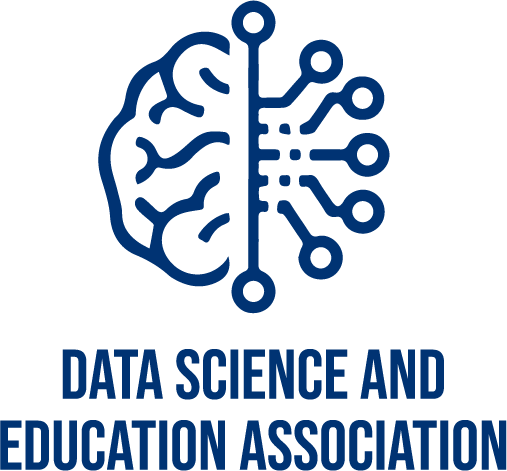 DATA SCIENCE AND
EDUCATION ASSOCIATION